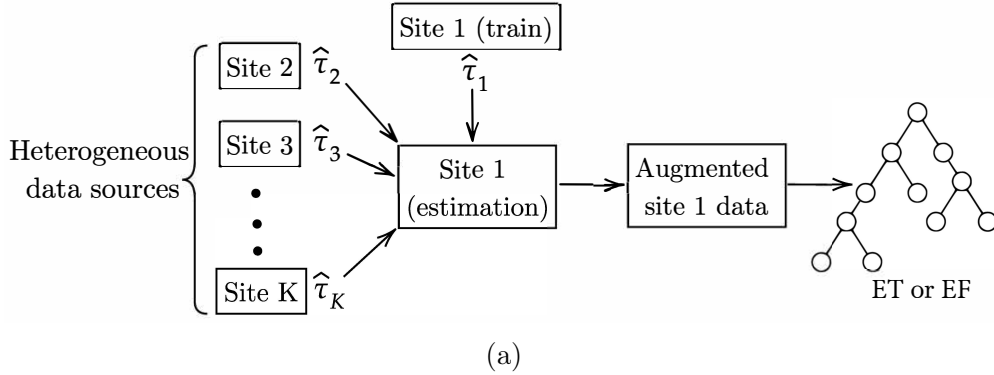 Site 1 (train)
τ̂₁
Site 2 τ̂₂
Site 3 τ̂₃
Heterogeneous
data sources
Site K τ̂_K
Site 1
(estimation)
Augmented
site 1 data
ET or EF
(a)